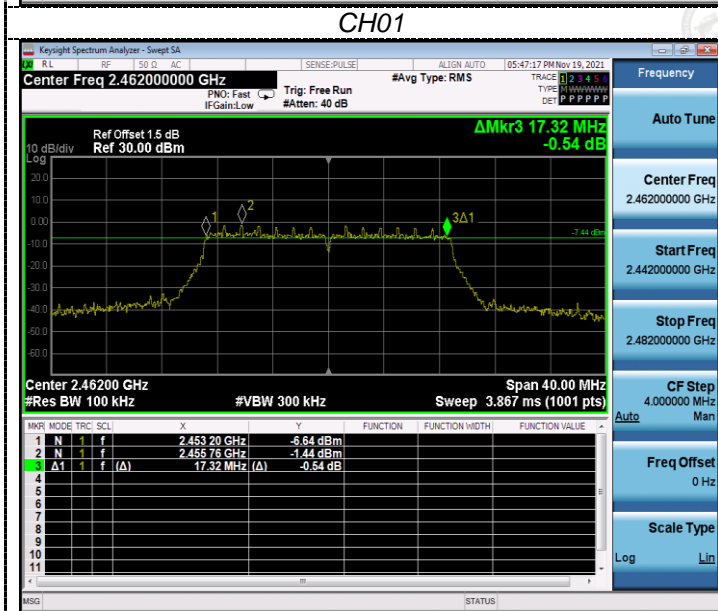 CH01
Keysight Spectrum Analyzer - Swept SA
RL RF 50 Ω AC SENSE:PULSE ALIGN AUTO 05:47:17 PM Nov 19, 2021
Center Freq 2.462000000 GHz #Avg Type: RMS TRACE 1 2 3 4 5 6 Frequency
PNO: Fast Trig: Free Run TYPE M WWWWW
IFGain:Low #Atten: 40 dB DET P P P P P P
Auto Tune
Ref Offset 1.5 dB ΔMkr3 17.32 MHz
10 dB/div Ref 30.00 dBm -0.54 dB
Log
20.0
10.0
0.00
-10.0
-20.0
-30.0
-40.0
-50.0
-60.0
1
2
3Δ1
-7.44 dBm
Center Freq
2.462000000 GHz
Start Freq
2.442000000 GHz
Stop Freq
2.482000000 GHz
Center 2.46200 GHz Span 40.00 MHz
#Res BW 100 kHz #VBW 300 kHz Sweep 3.867 ms (1001 pts)
CF Step
4.000000 MHz
Auto Man
MKR MODE TRC SCL X Y FUNCTION FUNCTION WIDTH FUNCTION VALUE
1 N 1 f 2.453 20 GHz -6.64 dBm
2 N 1 f 2.455 76 GHz -1.44 dBm
3 Δ1 1 f (Δ) 17.32 MHz (Δ) -0.54 dB
4
5
6
7
8
9
10
11
Freq Offset
0 Hz
Scale Type
Log Lin
MSG STATUS